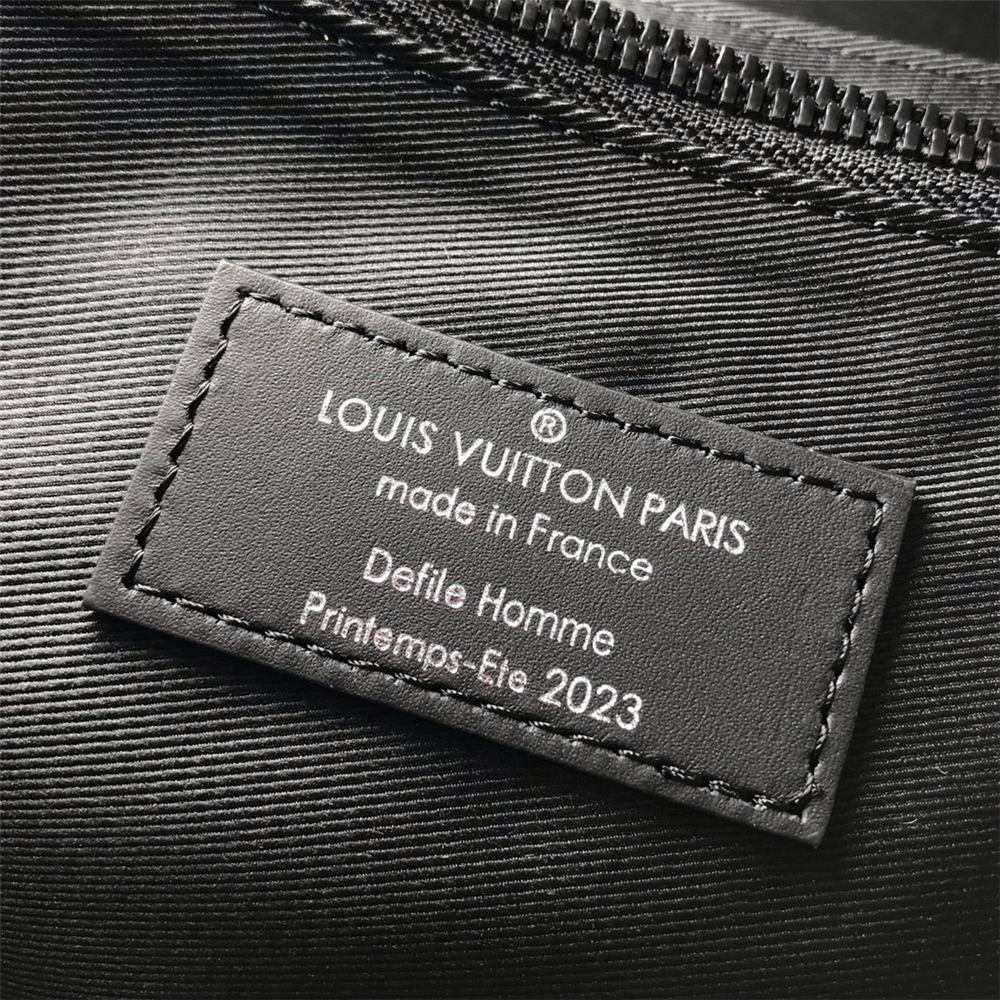 ®
LOUIS VUITTON PARIS
made in France
Defile Homme
Printemps-Ete 2023